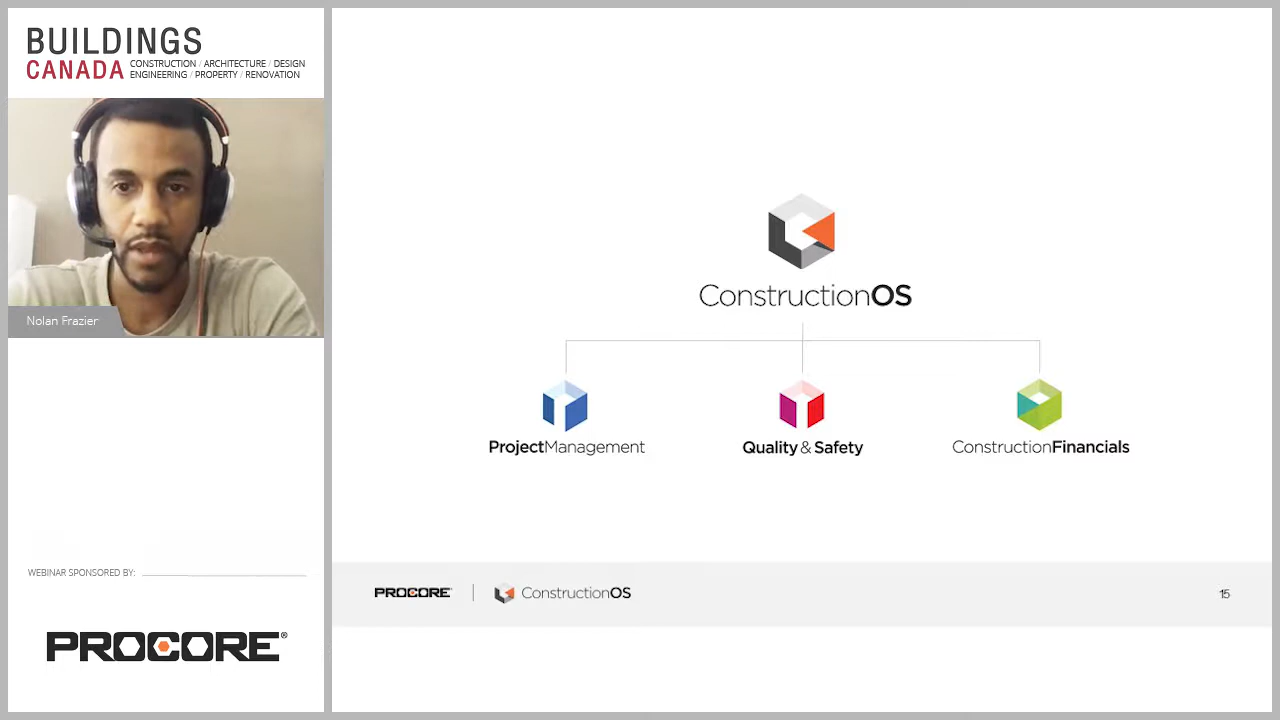 BUILDINGS
CANADA CONSTRUCTION / ARCHITECTURE / DESIGN
ENGINEERING / PROPERTY / RENOVATION
Nolan Frazier
WEBINAR SPONSORED BY:
PROCORE®
ConstructionOS
ProjectManagement
Quality & Safety
ConstructionFinancials
PROCORE | ConstructionOS
15